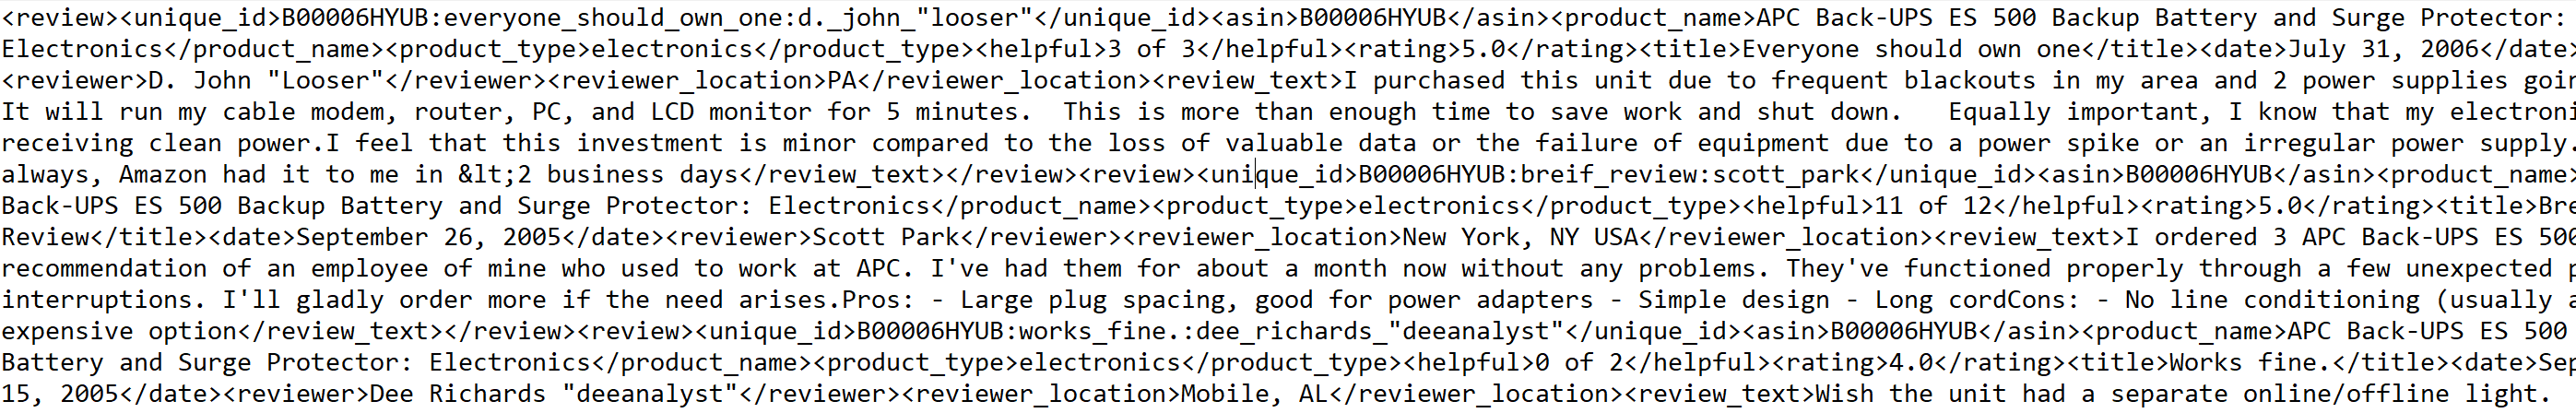 <review><unique_id>B00006HYUB:everyone_should_own_one:d._john_"looser"</unique_id><asin>B00006HYUB</asin><product_name>APC Back-UPS ES 500 Backup Battery and Surge Protector:
Electronics</product_name><product_type>electronics</product_type><helpful>3 of 3</helpful><rating>5.0</rating><title>Everyone should own one</title><date>July 31, 2006</date>
<reviewer>D. John "Looser"</reviewer><reviewer_location>PA</reviewer_location><review_text>I purchased this unit due to frequent blackouts in my area and 2 power supplies goin
It will run my cable modem, router, PC, and LCD monitor for 5 minutes.  This is more than enough time to save work and shut down.   Equally important, I know that my electroni
receiving clean power.I feel that this investment is minor compared to the loss of valuable data or the failure of equipment due to a power spike or an irregular power supply.
always, Amazon had it to me in &lt;2 business days</review_text></review><review><unique_id>B00006HYUB:breif_review:scott_park</unique_id><asin>B00006HYUB</asin><product_name>
Back-UPS ES 500 Backup Battery and Surge Protector: Electronics</product_name><product_type>electronics</product_type><helpful>11 of 12</helpful><rating>5.0</rating><title>Bre
Review</title><date>September 26, 2005</date><reviewer>Scott Park</reviewer><reviewer_location>New York, NY USA</reviewer_location><review_text>I ordered 3 APC Back-UPS ES 500
recommendation of an employee of mine who used to work at APC. I've had them for about a month now without any problems. They've functioned properly through a few unexpected p
interruptions. I'll gladly order more if the need arises.Pros: - Large plug spacing, good for power adapters - Simple design - Long cordCons: - No line conditioning (usually a
expensive option</review_text></review><review><unique_id>B00006HYUB:works_fine.:dee_richards_"deeanalyst"</unique_id><asin>B00006HYUB</asin><product_name>APC Back-UPS ES 500
Battery and Surge Protector: Electronics</product_name><product_type>electronics</product_type><helpful>0 of 2</helpful><rating>4.0</rating><title>Works fine.</title><date>Sep
15, 2005</date><reviewer>Dee Richards "deeanalyst"</reviewer><reviewer_location>Mobile, AL</reviewer_location><review_text>Wish the unit had a separate online/offline light.